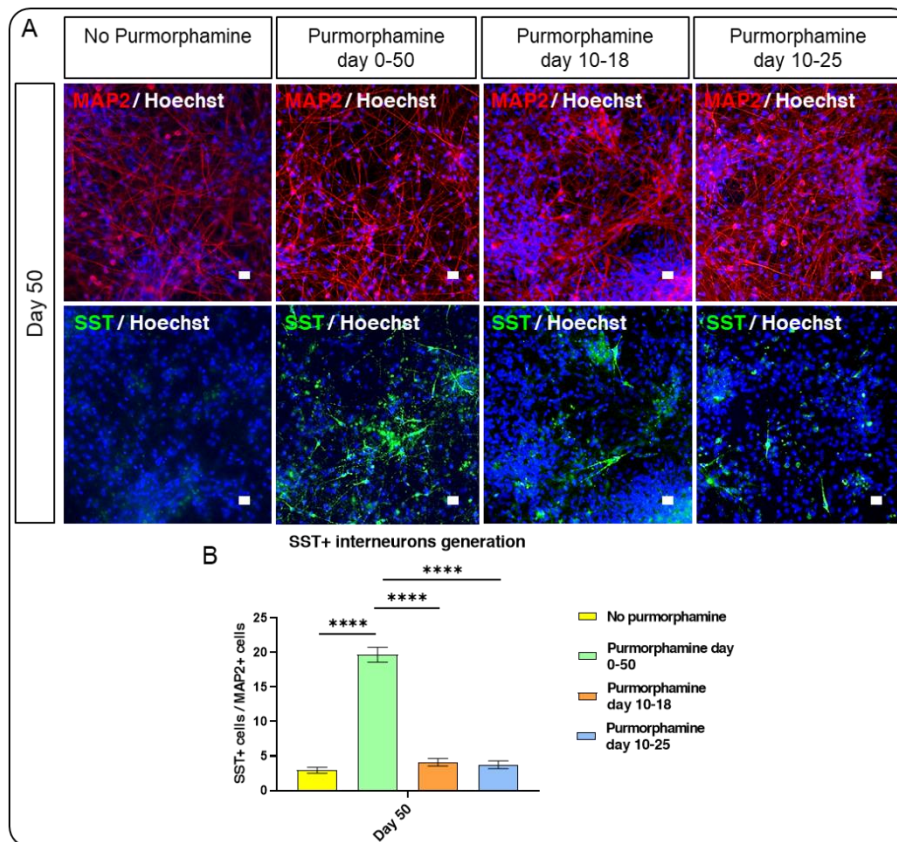 A
No Purmorphamine
Purmorphamine
day 0-50
Purmorphamine
day 10-18
Purmorphamine
day 10-25
Day 50
MAP2 / Hoechst
MAP2 / Hoechst
MAP2 / Hoechst
MAP2 / Hoechst
SST / Hoechst
SST / Hoechst
SST / Hoechst
SST / Hoechst
B
SST+ interneurons generation
****
****
****
SST+ cells / MAP2+ cells
25
20
15
10
5
0
Day 50
No purmorphamine
Purmorphamine day
0-50
Purmorphamine
day 10-18
Purmorphamine
day 10-25